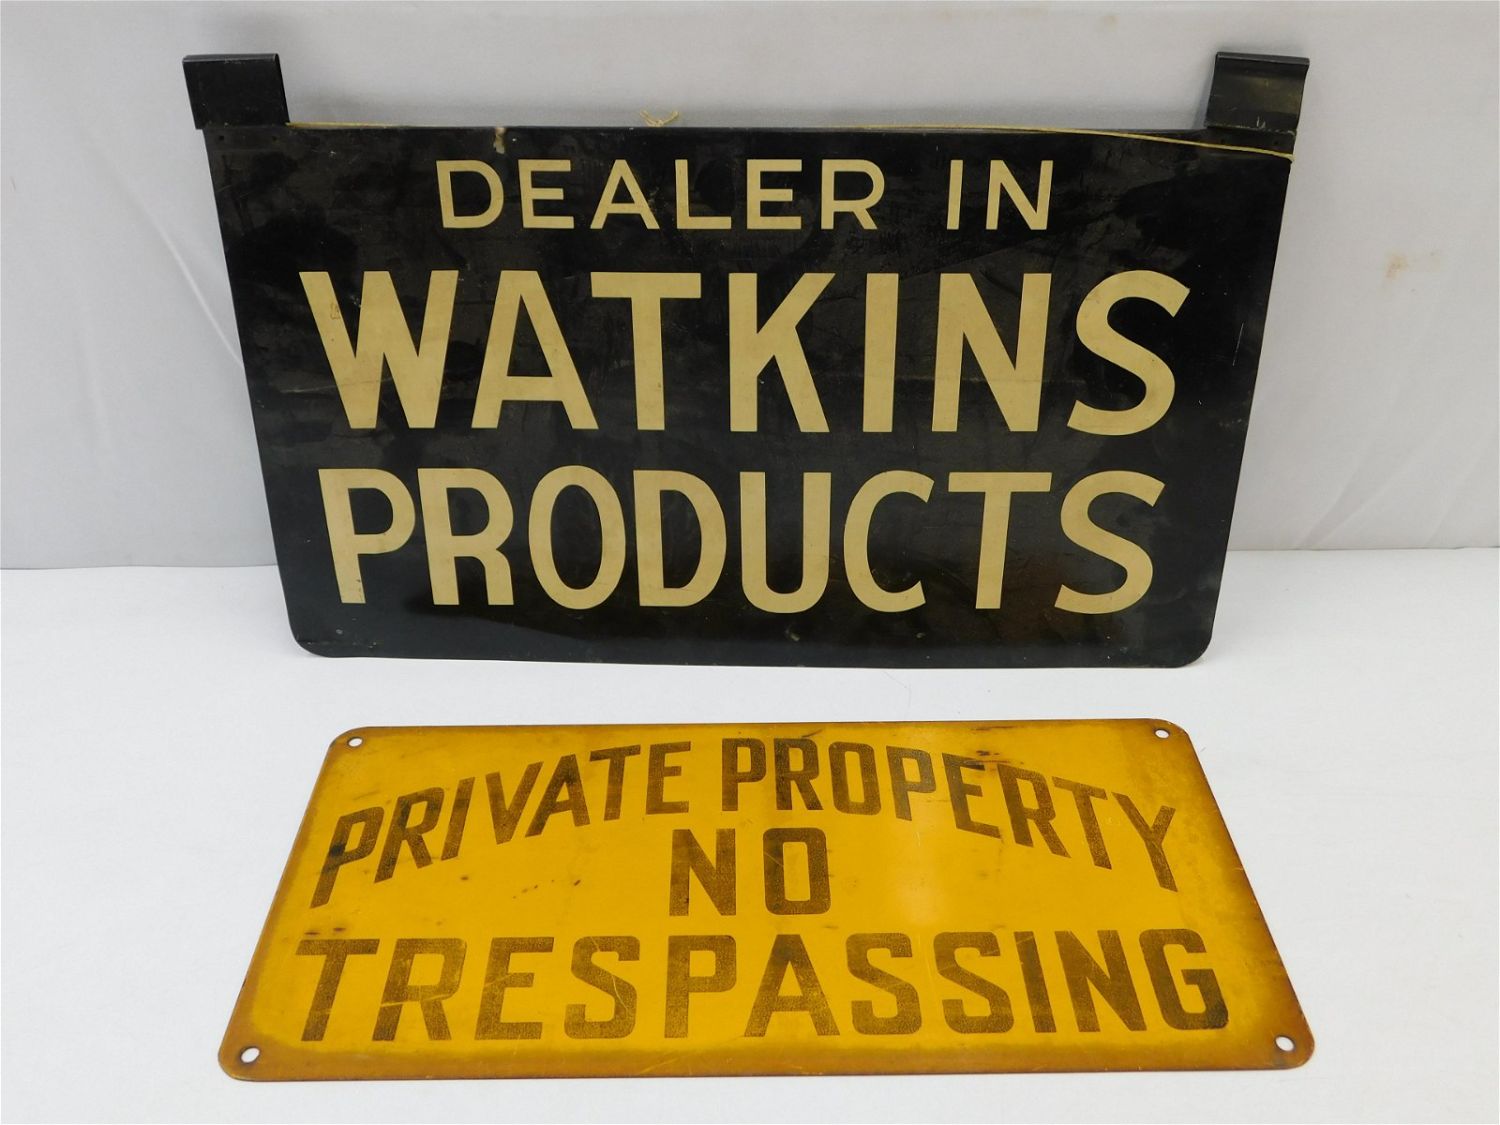 DEALER IN
WATKINS
PRODUCTS
PRIVATE PROPERTY
NO
TRESPASSING